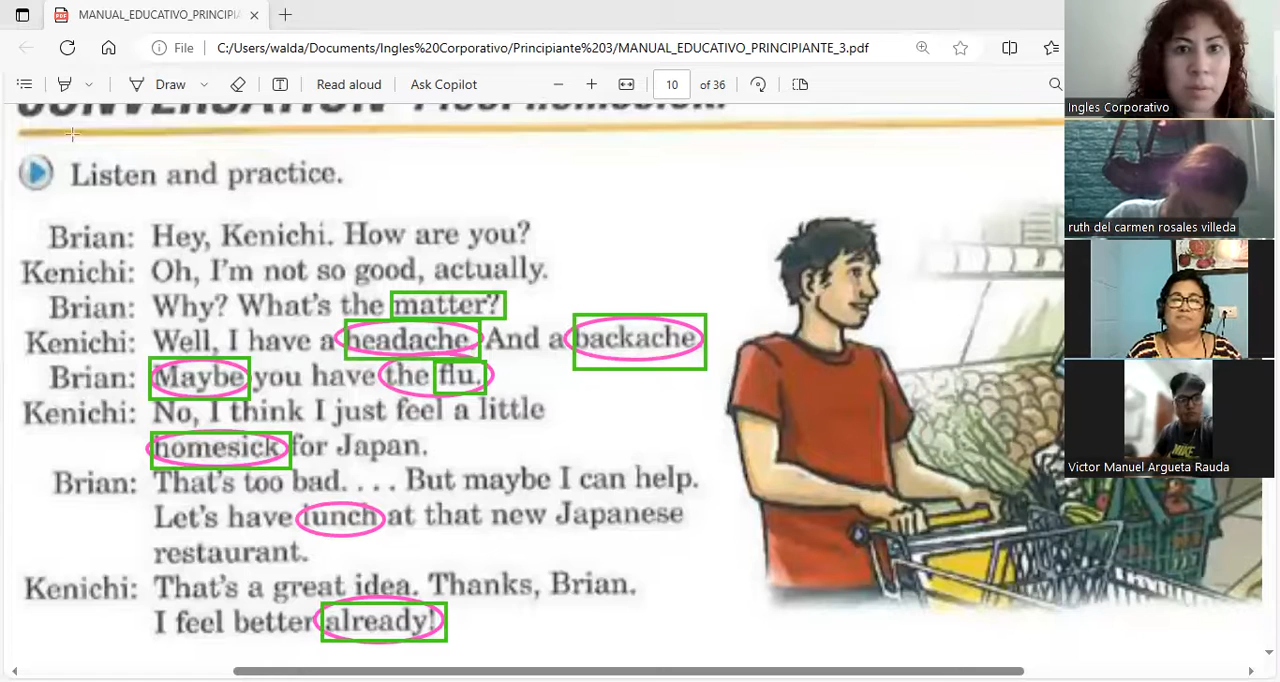 MANUAL_EDUCATIVO_PRINCIPIA
File
C:/Users/walda/Documents/Ingles%20Corporativo/Principiante%203/MANUAL_EDUCATIVO_PRINCIPIANTE_3.pdf
Draw
Read aloud
Ask Copilot
10 of 36
CONVERSATION I feel homesick!
Listen and practice.
Brian: Hey, Kenichi. How are you?
Kenichi: Oh, I'm not so good, actually.
Brian: Why? What's the matter?
Kenichi: Well, I have a headache. And a backache
Brian: Maybe you have the flu.
Kenichi: No, I think I just feel a little
homesick for Japan.
Brian: That's too bad. . . . But maybe I can help.
Let's have lunch at that new Japanese
restaurant.
Kenichi: That's a great idea. Thanks, Brian.
I feel better already!
Ingles Corporativo
ruth del carmen rosales villeda
NIKE
Victor Manuel Argueta Rauda